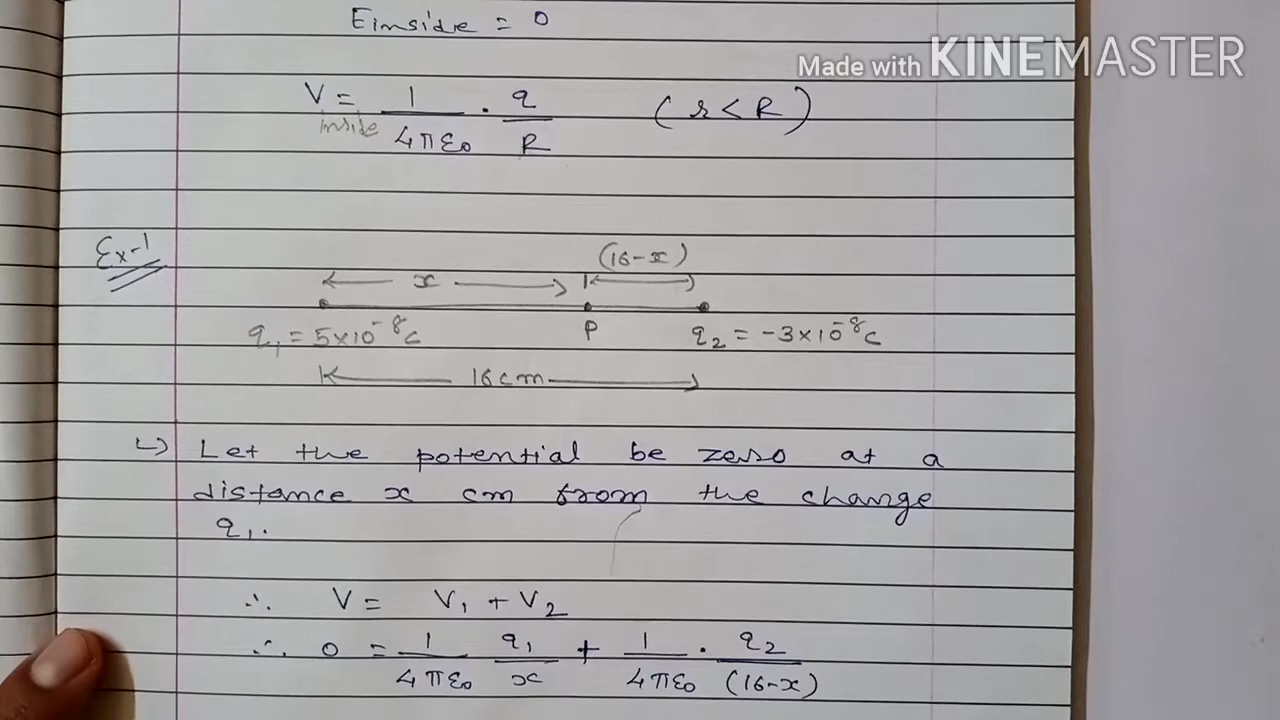 Einside = 0
Made with KINEMASTER
V inside = 1/4πε₀ · q/R (r < R)
Ex-1
(16-x)
x
q₁ = 5×10⁻⁸c P q₂ = -3×10⁻⁸c
16cm
↳ Let the potential be zero at a
distance x cm from the change
q₁.
∴ V = V₁ + V₂
∴ 0 = 1/4πε₀ q₁/x + 1/4πε₀ · q₂/(16-x)